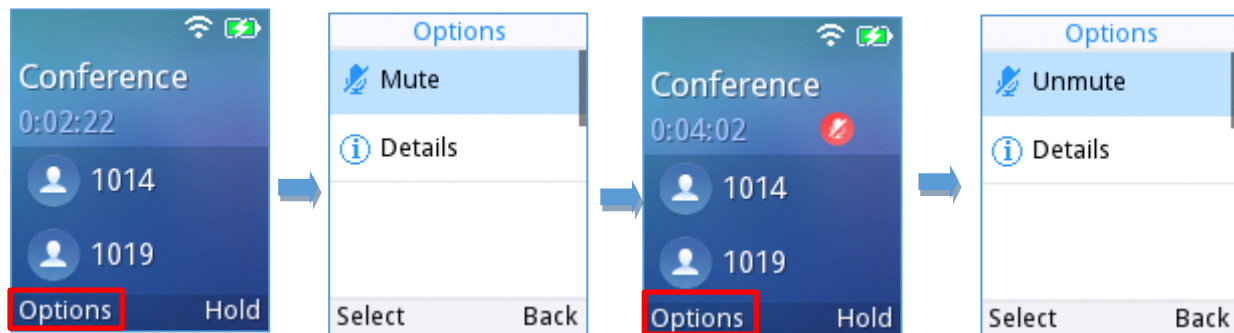 Conference
0:02:22
1014
1019
Options Hold
Options
Mute
Details
Select Back
Conference
0:04:02
1014
1019
Options Hold
Options
Unmute
Details
Select Back